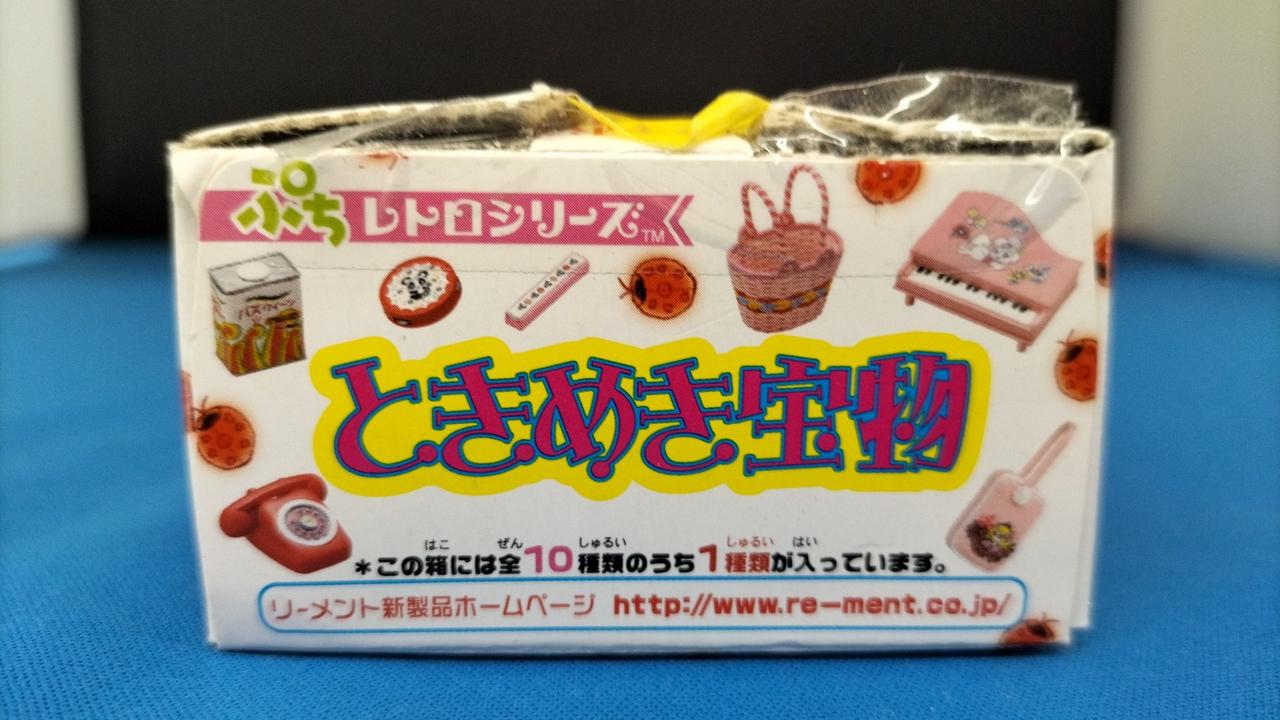 ぷちレトロシリーズ™
ときめき宝物
*この箱には全10種類のうち1種類が入っています。
はこ ぜん しゅるい しゅるい はい
リーメント新製品ホームページ http://www.re-ment.co.jp/